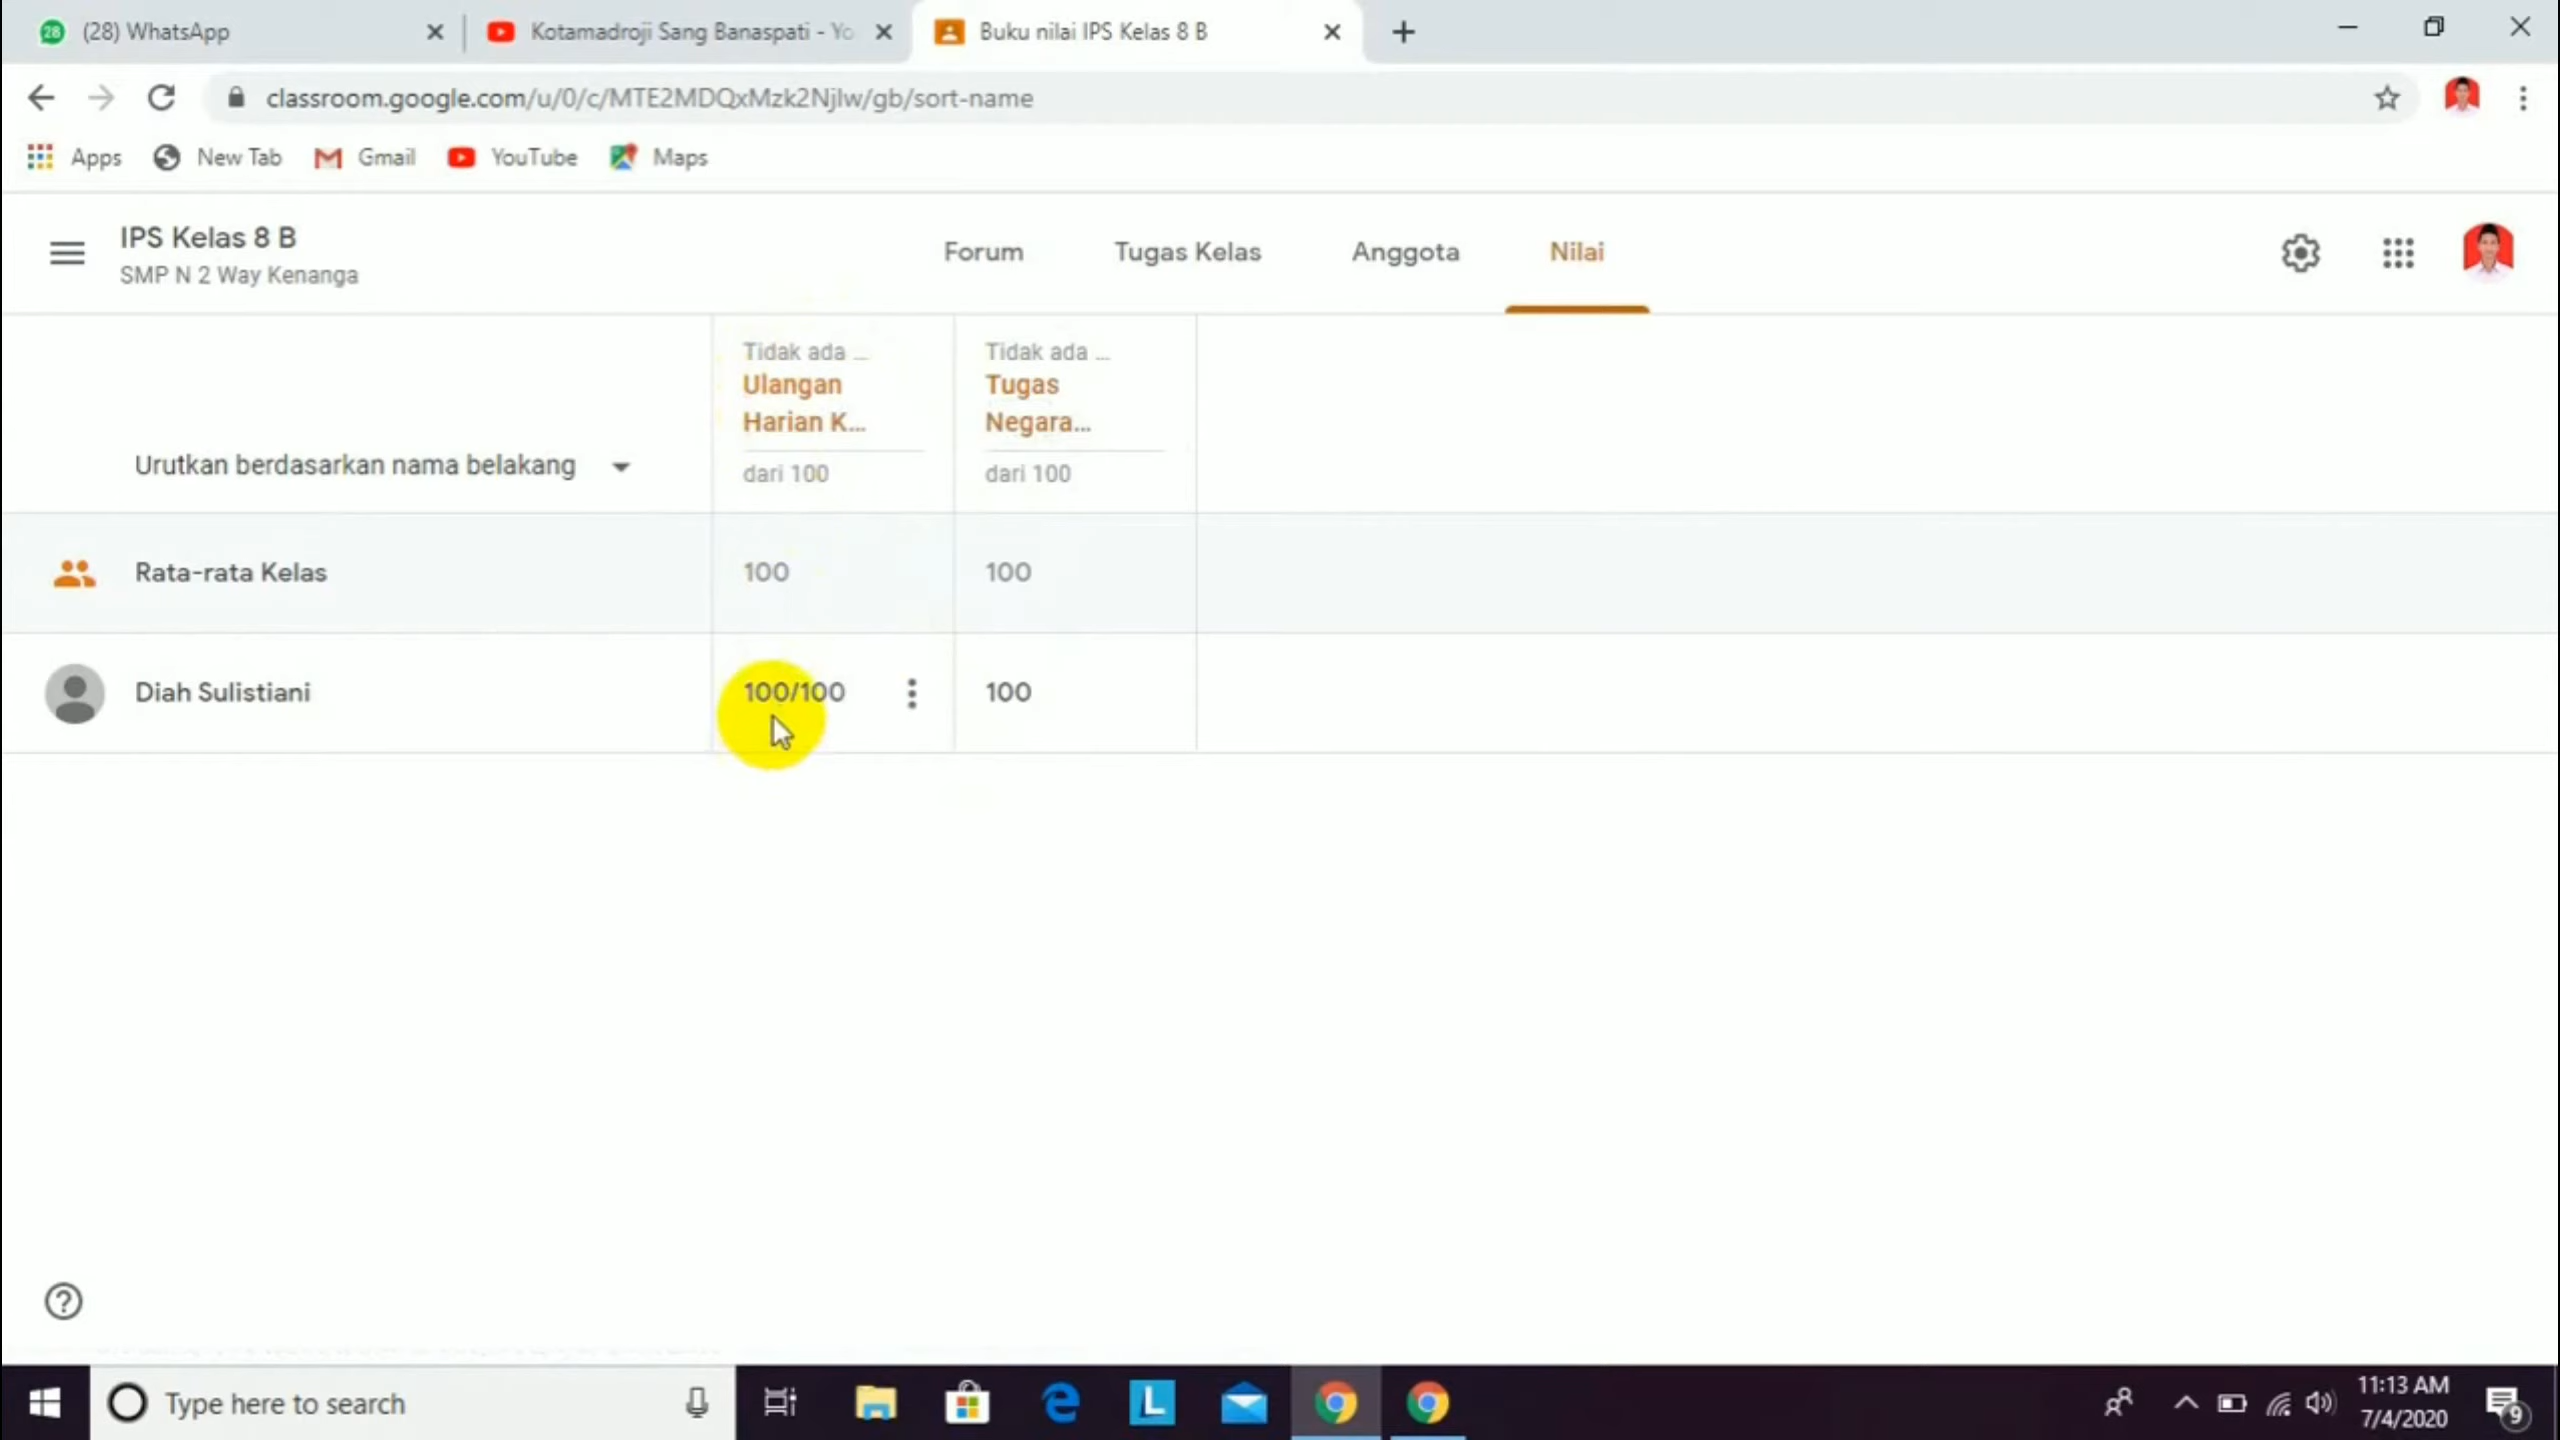 28 (28) WhatsApp
Kotamadroji Sang Banaspati - Yo
Buku nilai IPS Kelas 8 B
classroom.google.com/u/0/c/MTE2MDQxMzk2Njlw/gb/sort-name
Apps New Tab Gmail YouTube Maps
IPS Kelas 8 B
SMP N 2 Way Kenanga
Forum Tugas Kelas Anggota Nilai
Urutkan berdasarkan nama belakang
Tidak ada ...
Ulangan
Harian K...
dari 100
Tidak ada ...
Tugas
Negara...
dari 100
Rata-rata Kelas 100 100
Diah Sulistiani 100/100 100
Type here to search
L
11:13 AM
7/4/2020
9